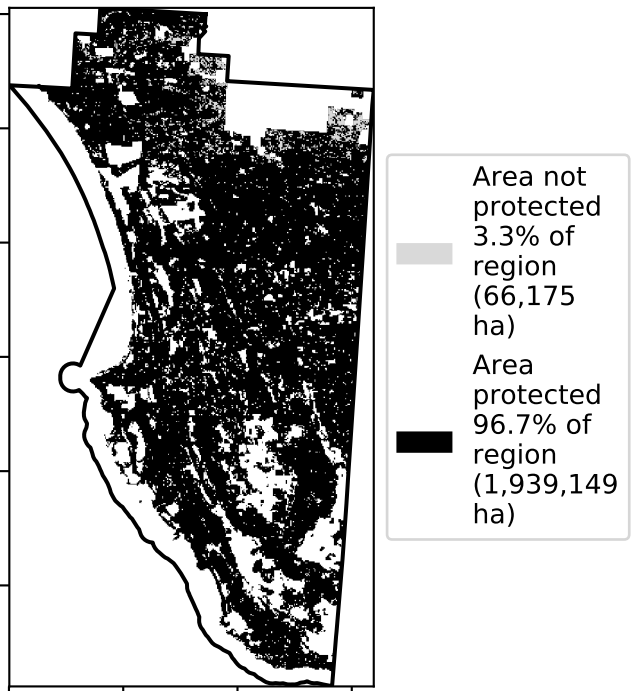 Area not
protected
3.3% of
region
(66,175
ha)
Area
protected
96.7% of
region
(1,939,149
ha)